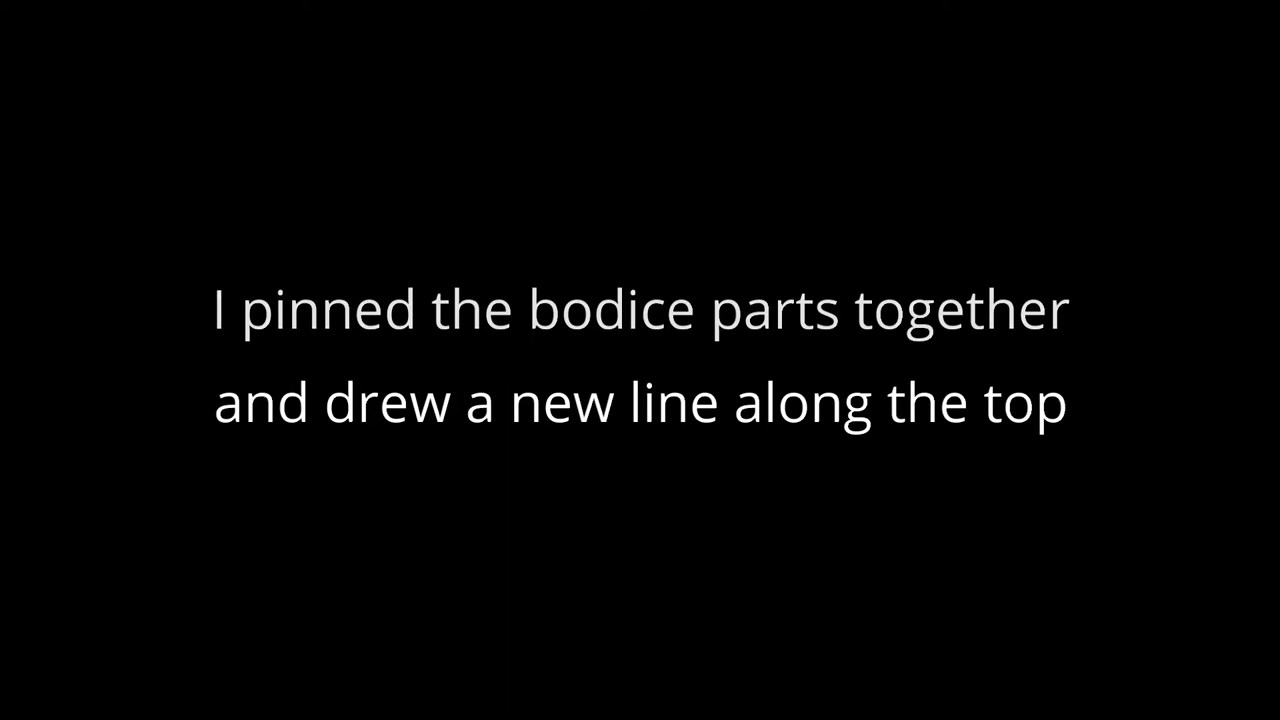 I pinned the bodice parts together
and drew a new line along the top